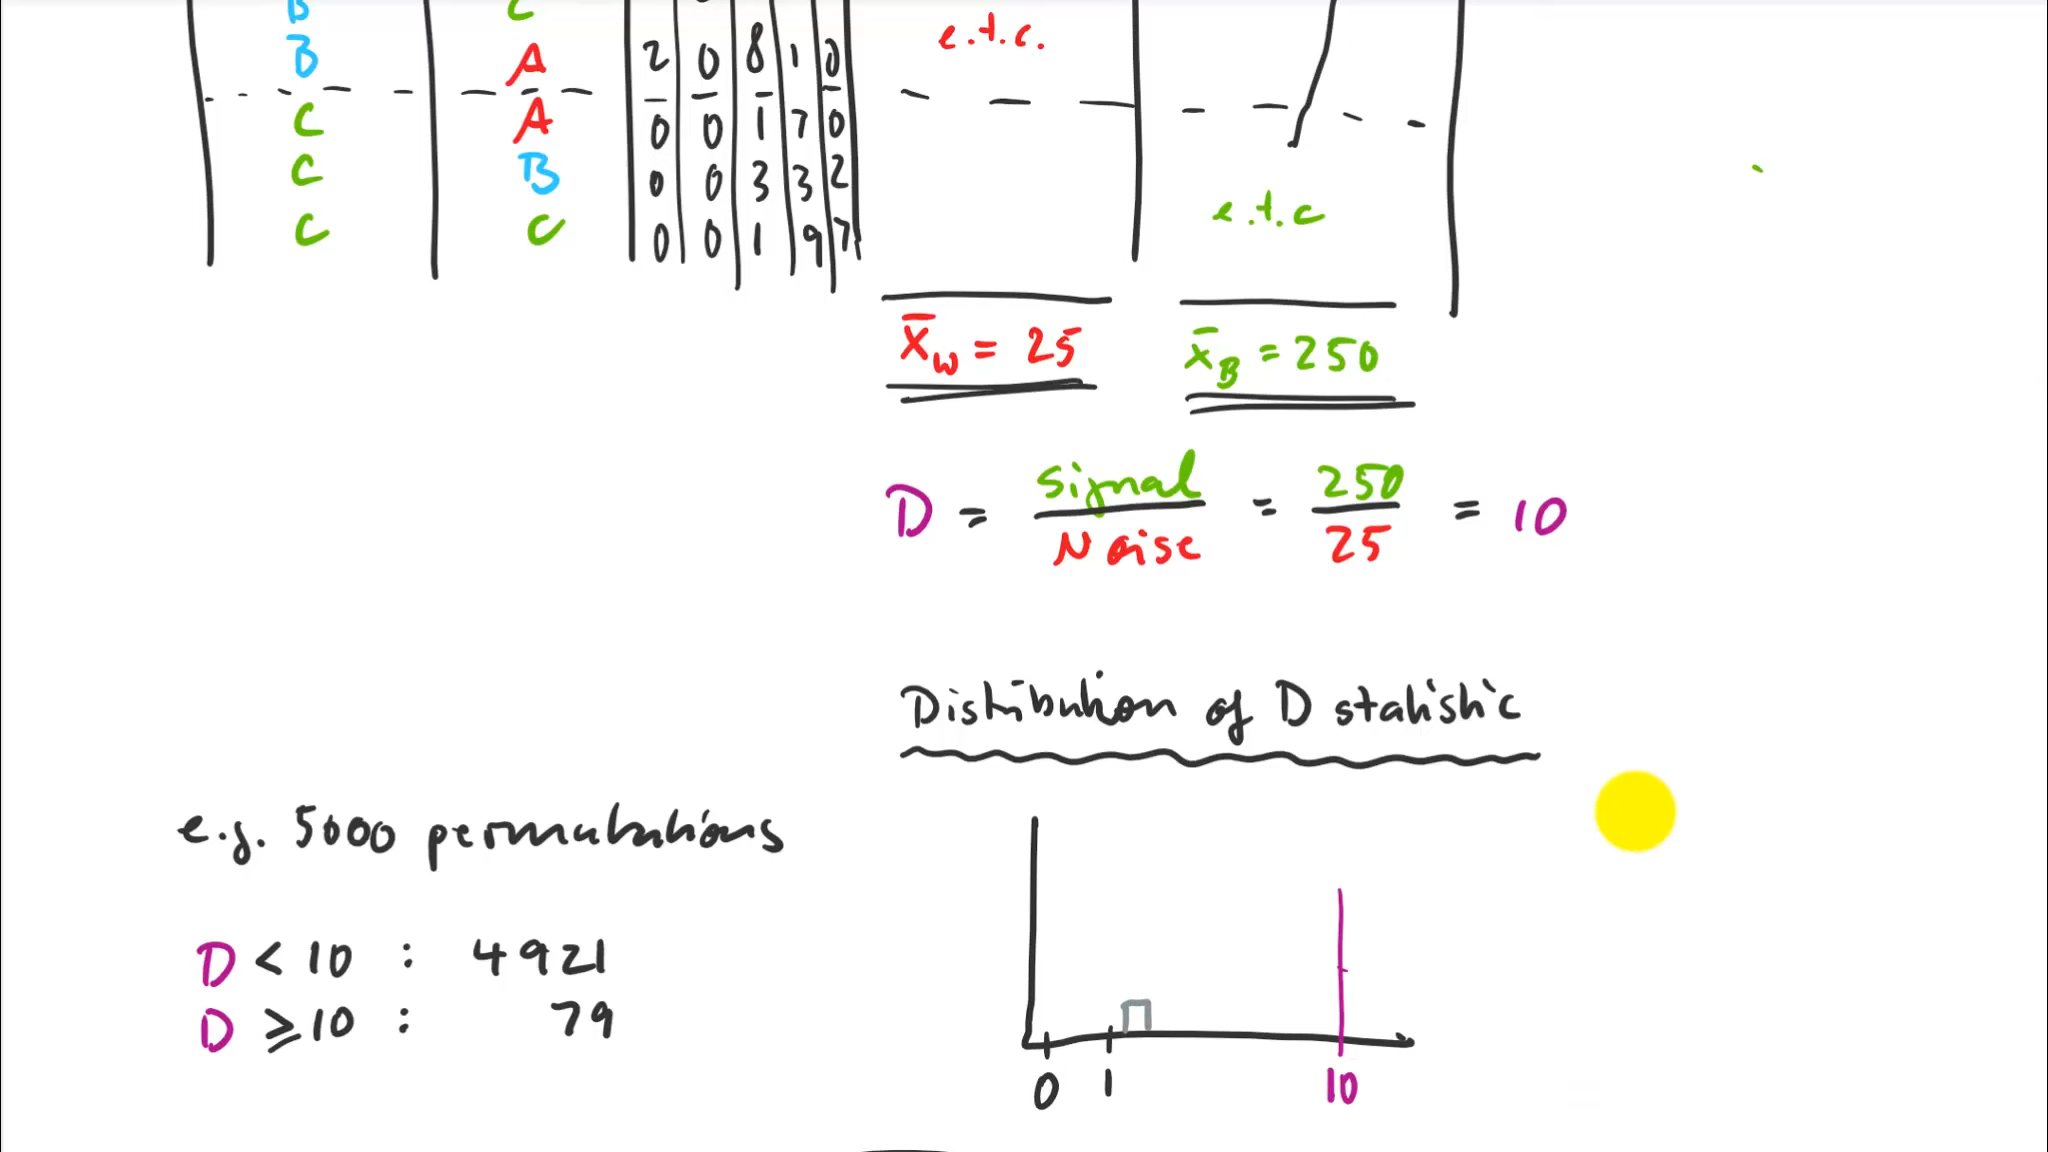 B C
B A 2 0 8 1 0 e.t.c.
C A 0 0 1 7 0
C B 0 0 3 3 2 e.t.c
C C 0 0 1 9 7
x̄w = 25 x̄B = 250
D = Signal / Noise = 250 / 25 = 10
Distribution of D statistic
e.g. 5000 permutations
D < 10 : 4921
D ≥ 10 : 79
0 1 10